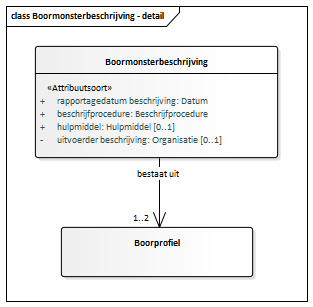 class Boormonsterbeschrijving - detail
Boormonsterbeschrijving
«Attribuutsoort»
+ rapportagedatum beschrijving: Datum
+ beschrijfprocedure: Beschrijfprocedure
+ hulpmiddel: Hulpmiddel [0..1]
- uitvoerder beschrijving: Organisatie [0..1]
bestaat uit
1..2
Boorprofiel